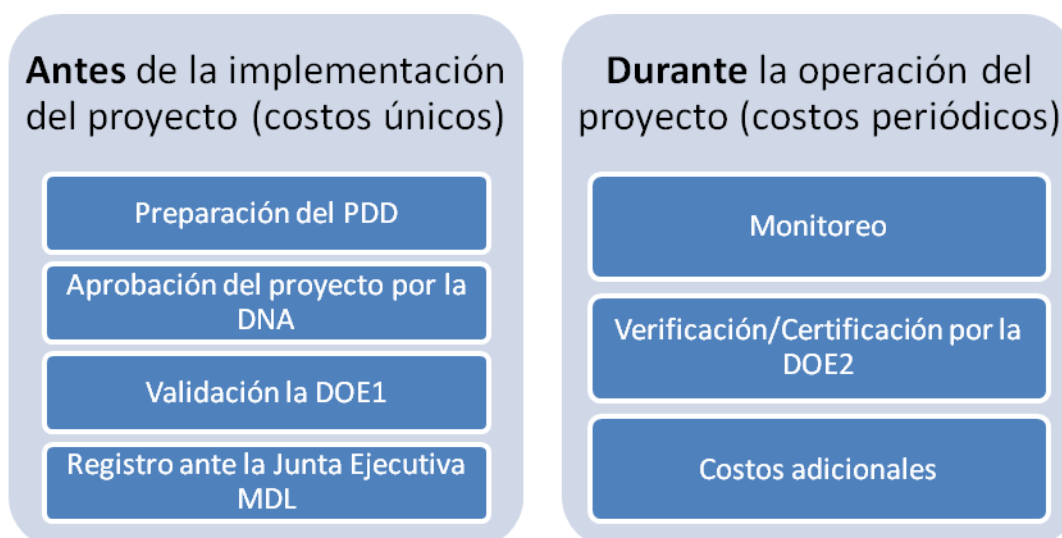 Antes de la implementación
del proyecto (costos únicos)
Preparación del PDD
Aprobación del proyecto por la
DNA
Validación la DOE1
Registro ante la Junta Ejecutiva
MDL
Durante la operación del
proyecto (costos periódicos)
Monitoreo
Verificación/Certificación por la
DOE2
Costos adicionales